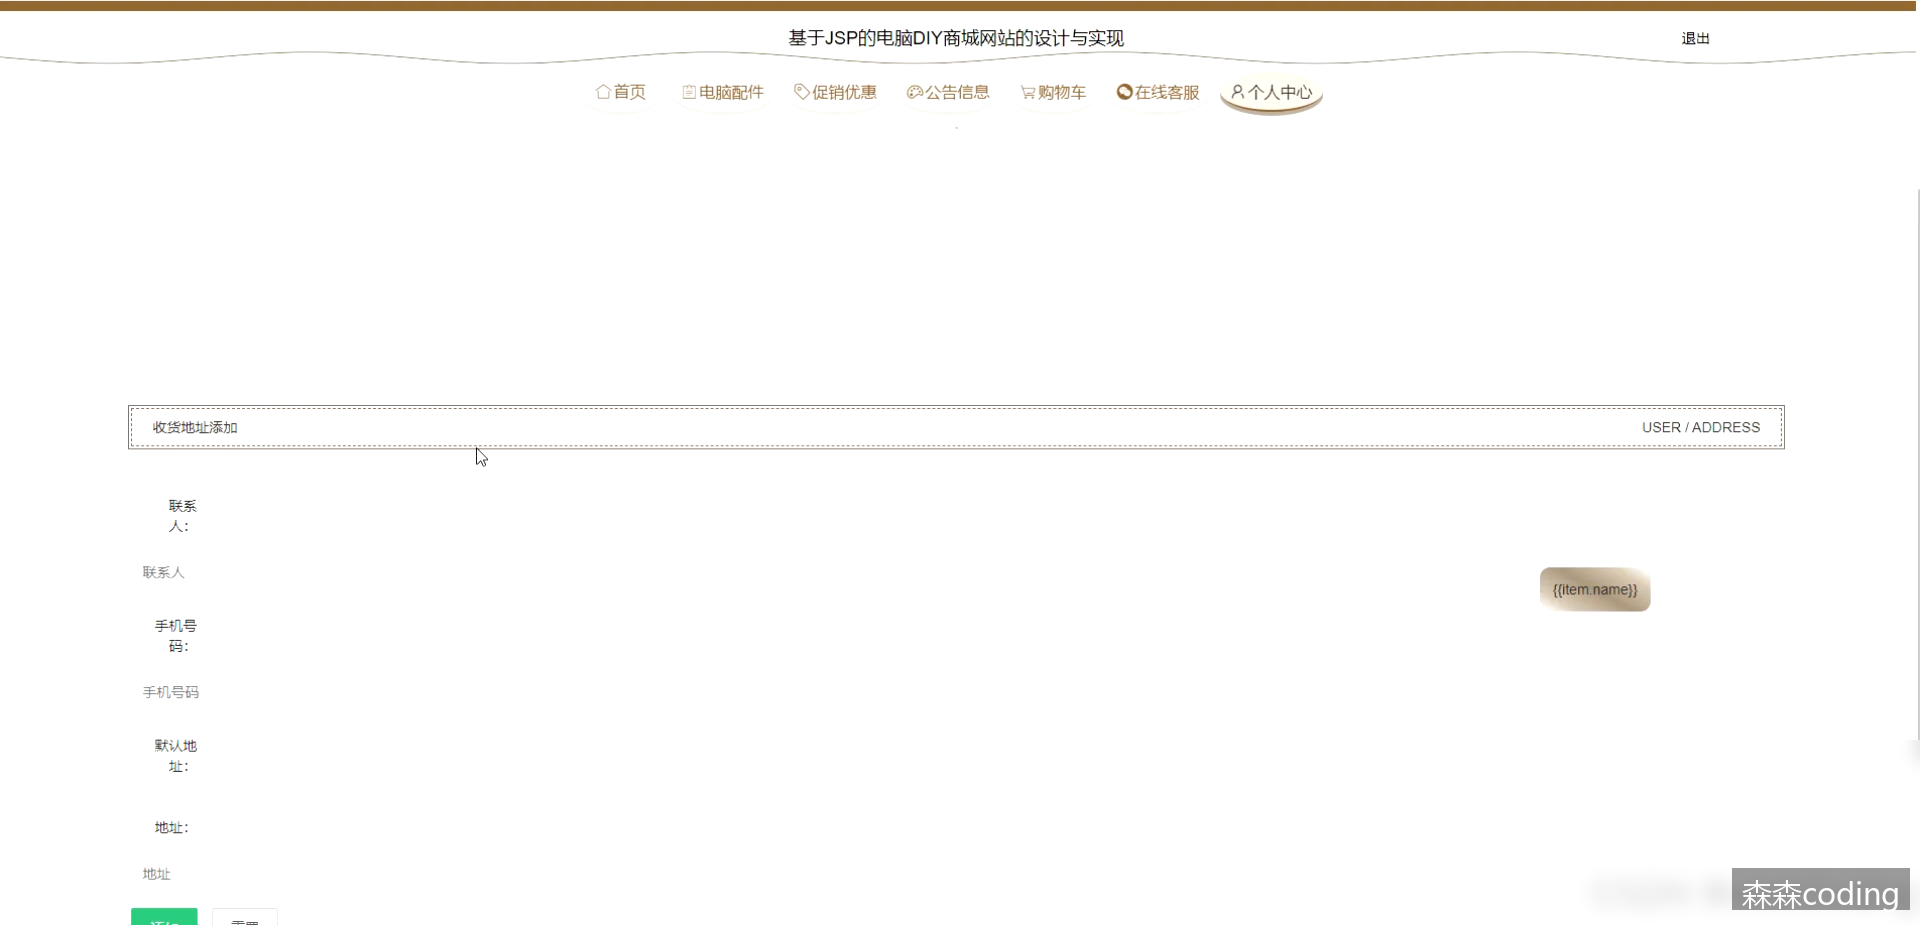 基于JSP的电脑DIY商城网站的设计与实现
退出
首页 电脑配件 促销优惠 公告信息 购物车 在线客服 个人中心
收货地址添加
USER / ADDRESS
联系
人：
联系人
{{item.name}}
手机号
码：
手机号码
默认地
址：
地址：
地址
森森coding